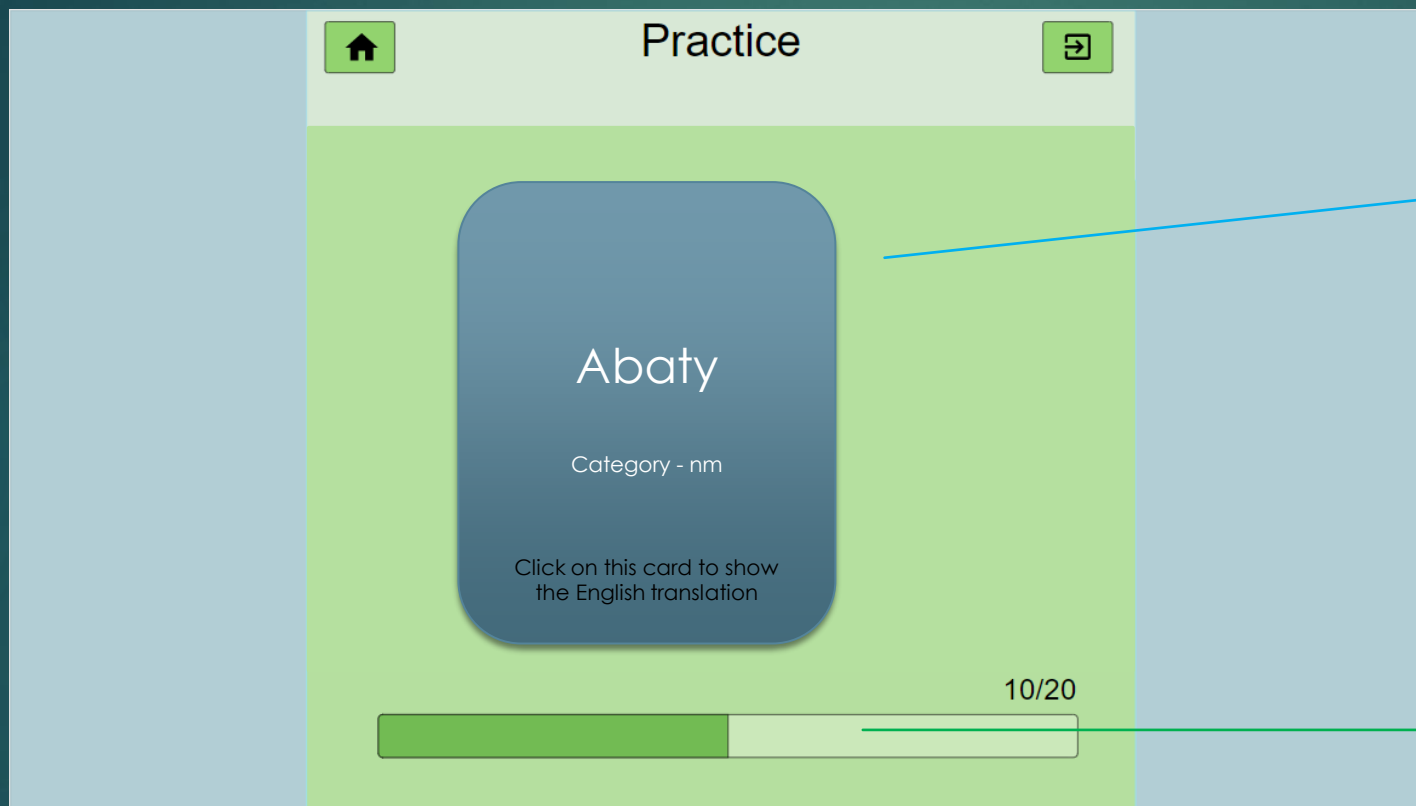 Practice
Abaty
Category - nm
Click on this card to show
the English translation
10/20